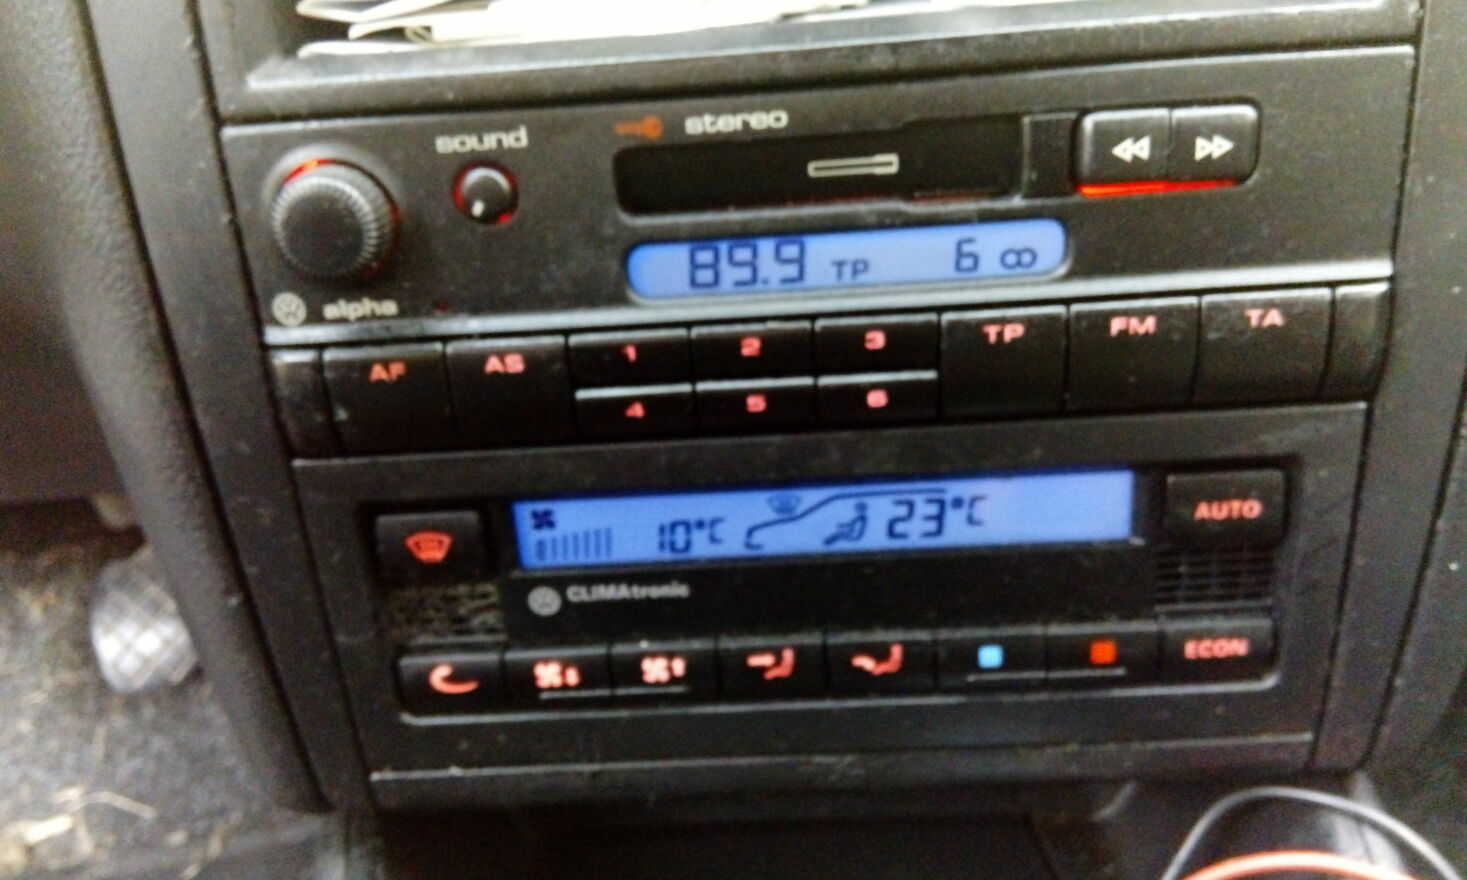 sound
stereo
89.9 TP 6
alpha
AF AS 1 2 3 TP FM TA
4 5 6
10°C 23°C
AUTO
CLIMAtronic
ECON